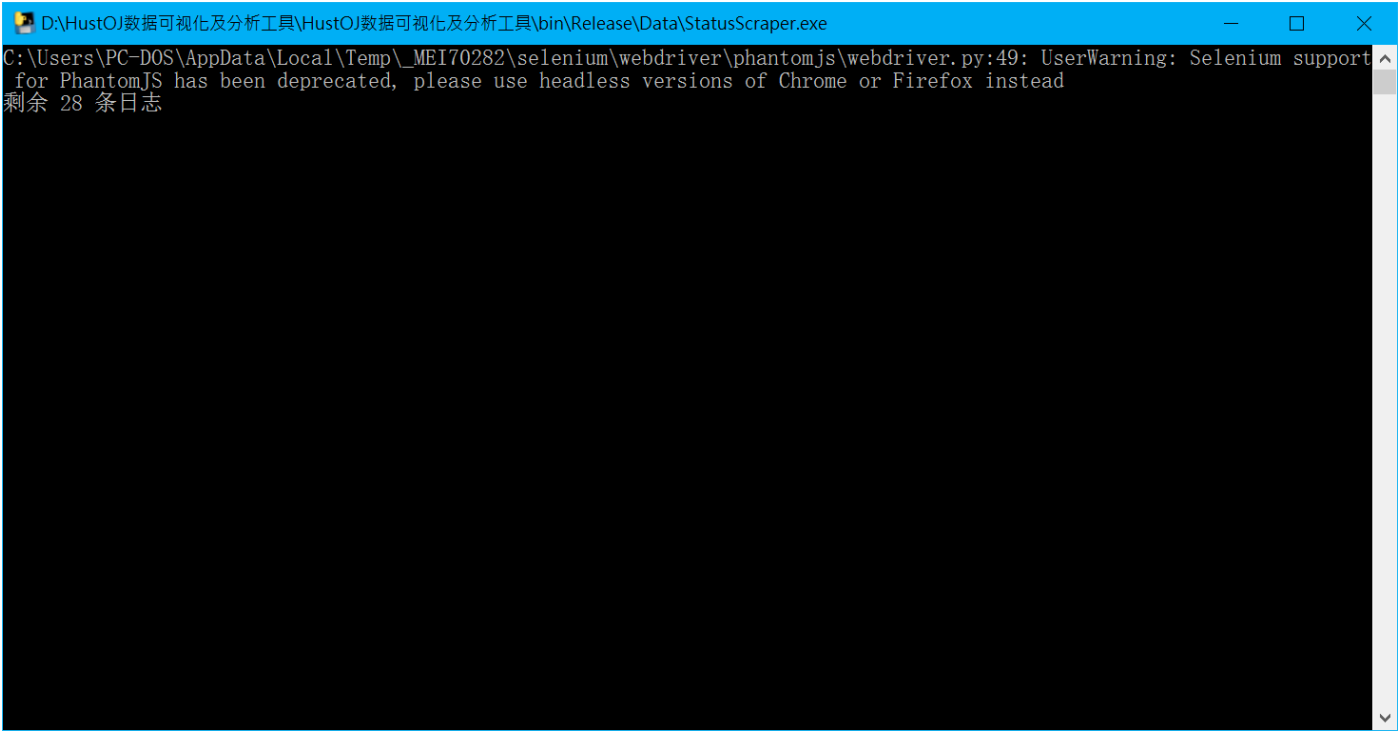 D:\HustOJ数据可视化及分析工具\HustOJ数据可视化及分析工具\bin\Release\Data\StatusScraper.exe
C:\Users\PC-DOS\AppData\Local\Temp\_MEI70282\selenium\webdriver\phantomjs\webdriver.py:49: UserWarning: Selenium support
for PhantomJS has been deprecated, please use headless versions of Chrome or Firefox instead
剩余 28 条日志